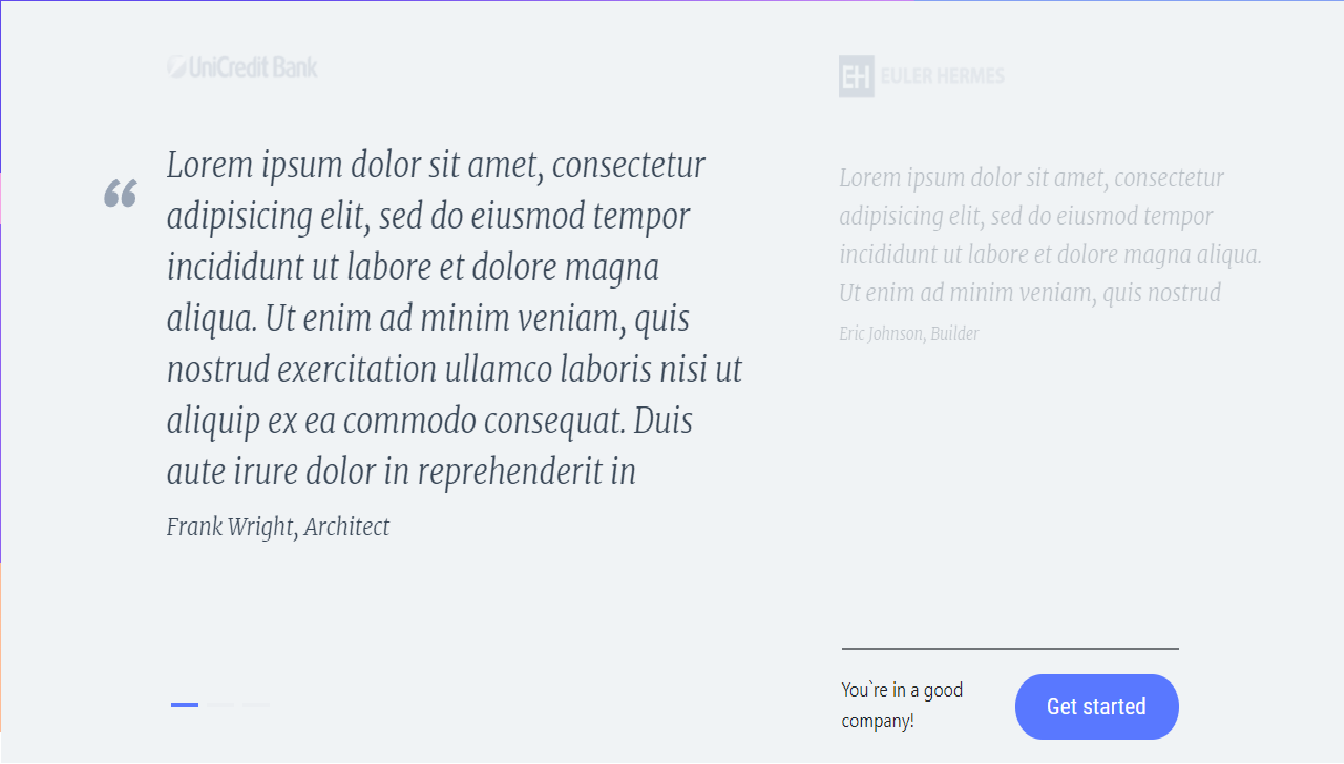 UniCredit Bank
“
Lorem ipsum dolor sit amet, consectetur
adipisicing elit, sed do eiusmod tempor
incididunt ut labore et dolore magna
aliqua. Ut enim ad minim veniam, quis
nostrud exercitation ullamco laboris nisi ut
aliquip ex ea commodo consequat. Duis
aute irure dolor in reprehenderit in
Frank Wright, Architect
EH EULER HERMES
Lorem ipsum dolor sit amet, consectetur
adipisicing elit, sed do eiusmod tempor
incididunt ut labore et dolore magna aliqua.
Ut enim ad minim veniam, quis nostrud
Eric Johnson, Builder
You`re in a good
company!
Get started